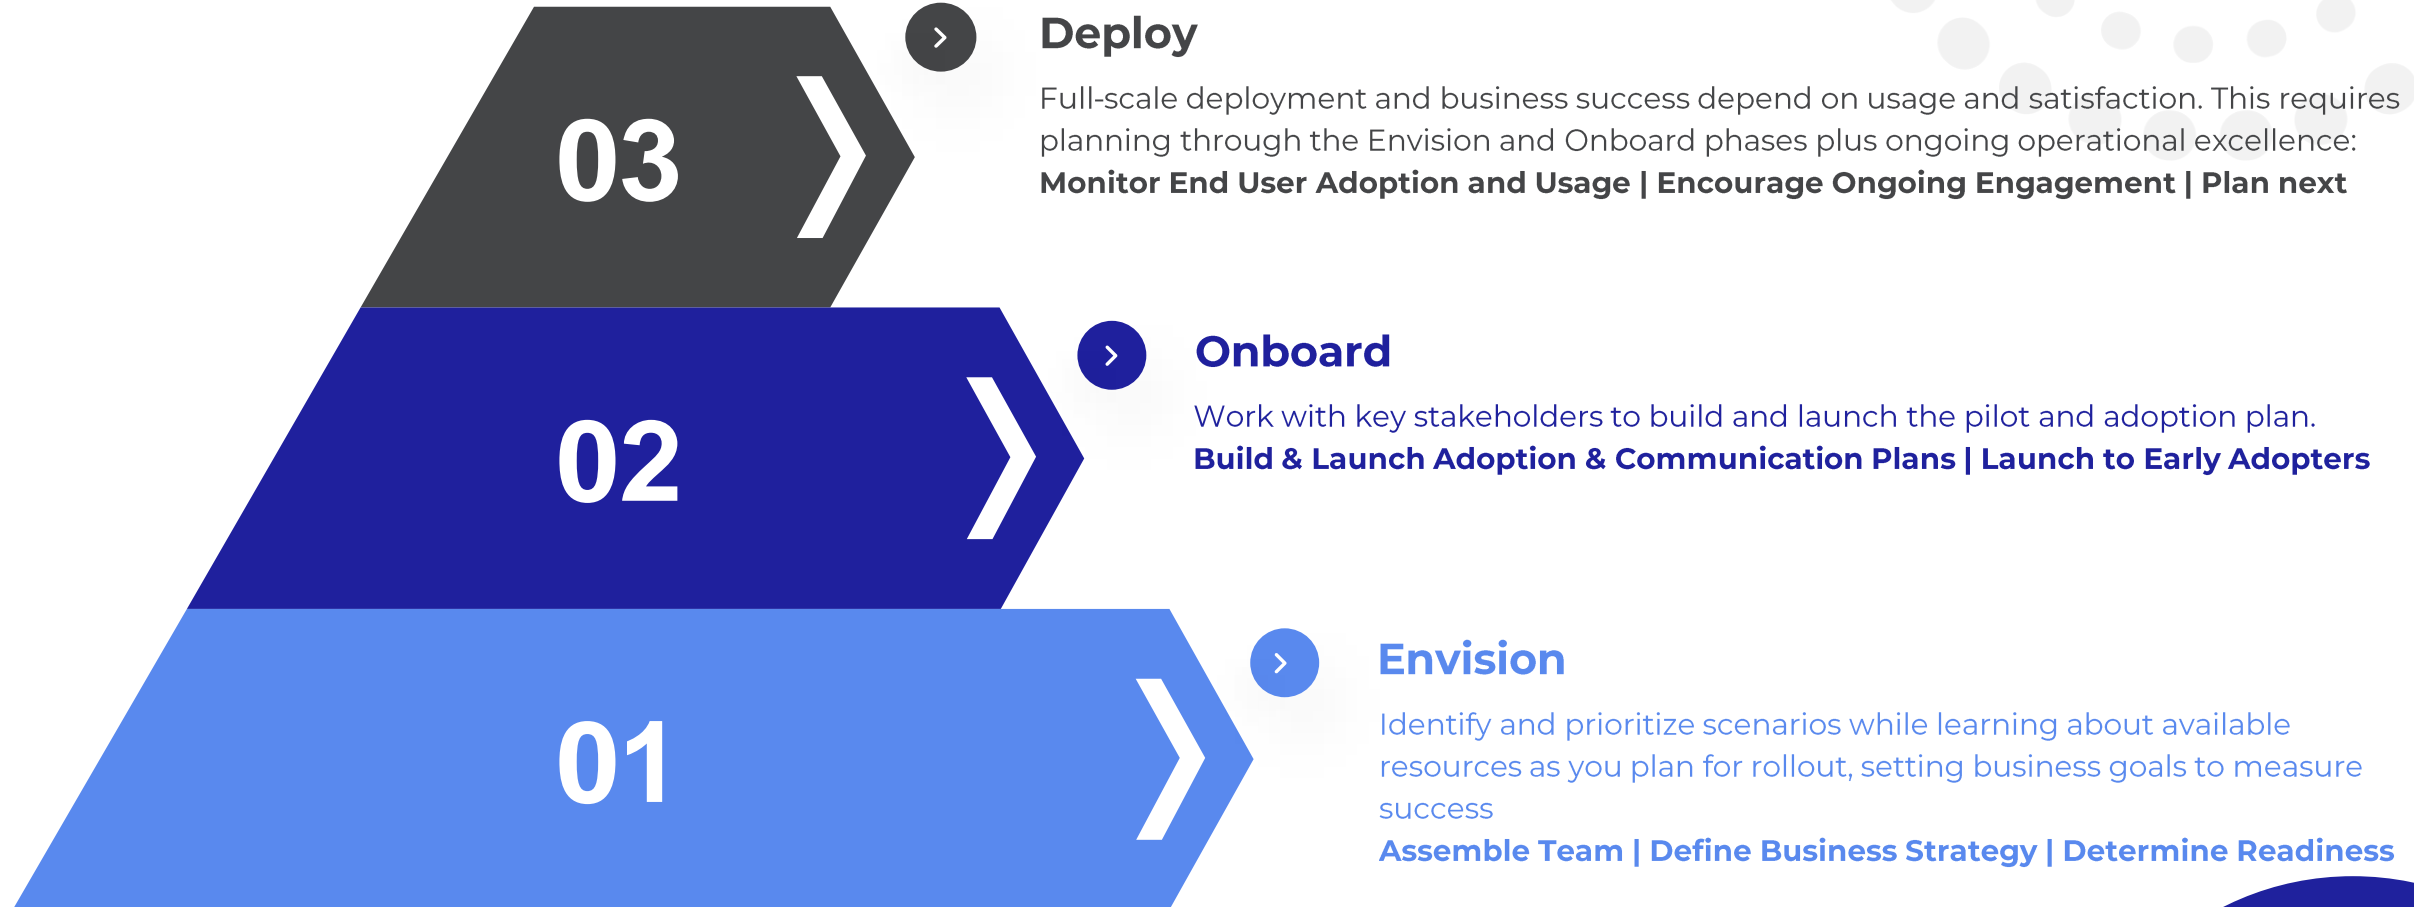 03
Deploy
Full-scale deployment and business success depend on usage and satisfaction. This requires
planning through the Envision and Onboard phases plus ongoing operational excellence:
Monitor End User Adoption and Usage | Encourage Ongoing Engagement | Plan next
02
Onboard
Work with key stakeholders to build and launch the pilot and adoption plan.
Build & Launch Adoption & Communication Plans | Launch to Early Adopters
01
Envision
Identify and prioritize scenarios while learning about available
resources as you plan for rollout, setting business goals to measure
success
Assemble Team | Define Business Strategy | Determine Readiness